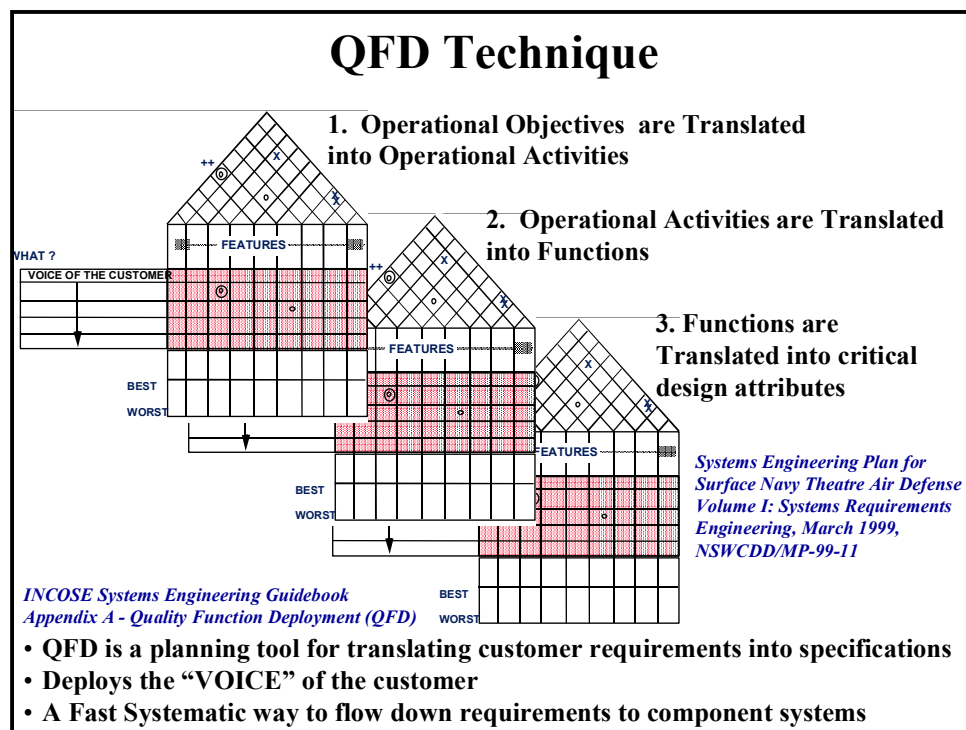 QFD Technique
1. Operational Objectives are Translated
into Operational Activities
++
X
X
X
FEATURES
WHAT ?
VOICE OF THE CUSTOMER
BEST
WORST
2. Operational Activities are Translated
into Functions
++
X
X
X
FEATURES
BEST
WORST
3. Functions are
Translated into critical
design attributes
X
X
X
FEATURES
BEST
WORST
Systems Engineering Plan for
Surface Navy Theatre Air Defense
Volume I: Systems Requirements
Engineering, March 1999,
NSWCDD/MP-99-11
INCOSE Systems Engineering Guidebook
Appendix A - Quality Function Deployment (QFD)
• QFD is a planning tool for translating customer requirements into specifications
• Deploys the “VOICE” of the customer
• A Fast Systematic way to flow down requirements to component systems